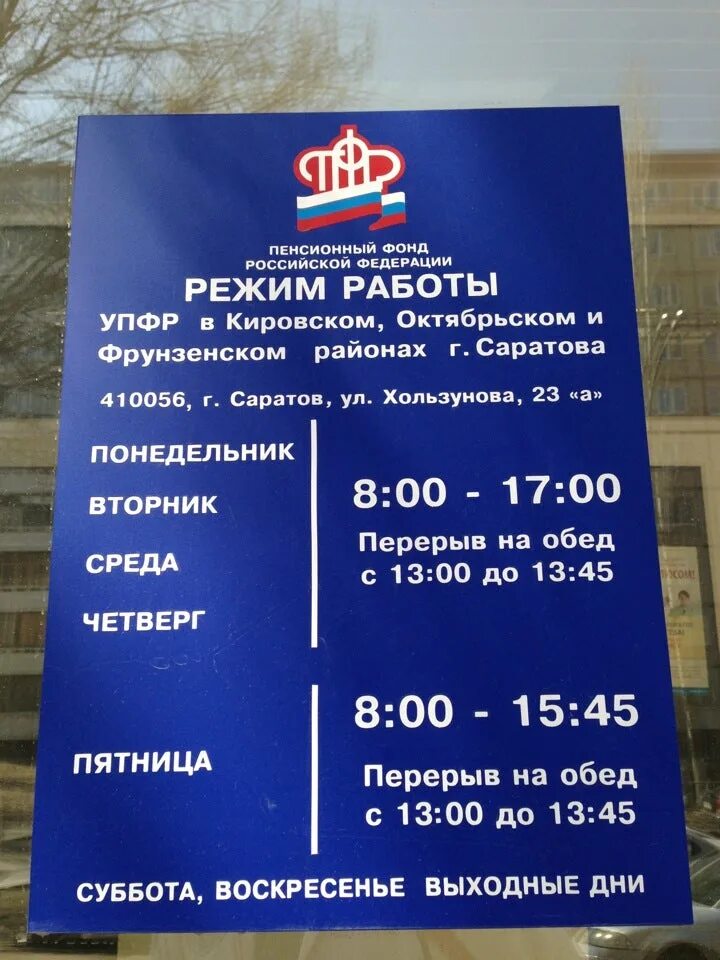 ПФР
ПЕНСИОННЫЙ ФОНД
РОССИЙСКОЙ ФЕДЕРАЦИИ
РЕЖИМ РАБОТЫ
УПФР в Кировском, Октябрьском и
Фрунзенском районах г. Саратова
410056, г. Саратов, ул. Хользунова, 23 «а»
ПОНЕДЕЛЬНИК
ВТОРНИК
СРЕДА
ЧЕТВЕРГ
8:00 - 17:00
Перерыв на обед
с 13:00 до 13:45
ПЯТНИЦА
8:00 - 15:45
Перерыв на обед
с 13:00 до 13:45
СУББОТА, ВОСКРЕСЕНЬЕ ВЫХОДНЫЕ ДНИ